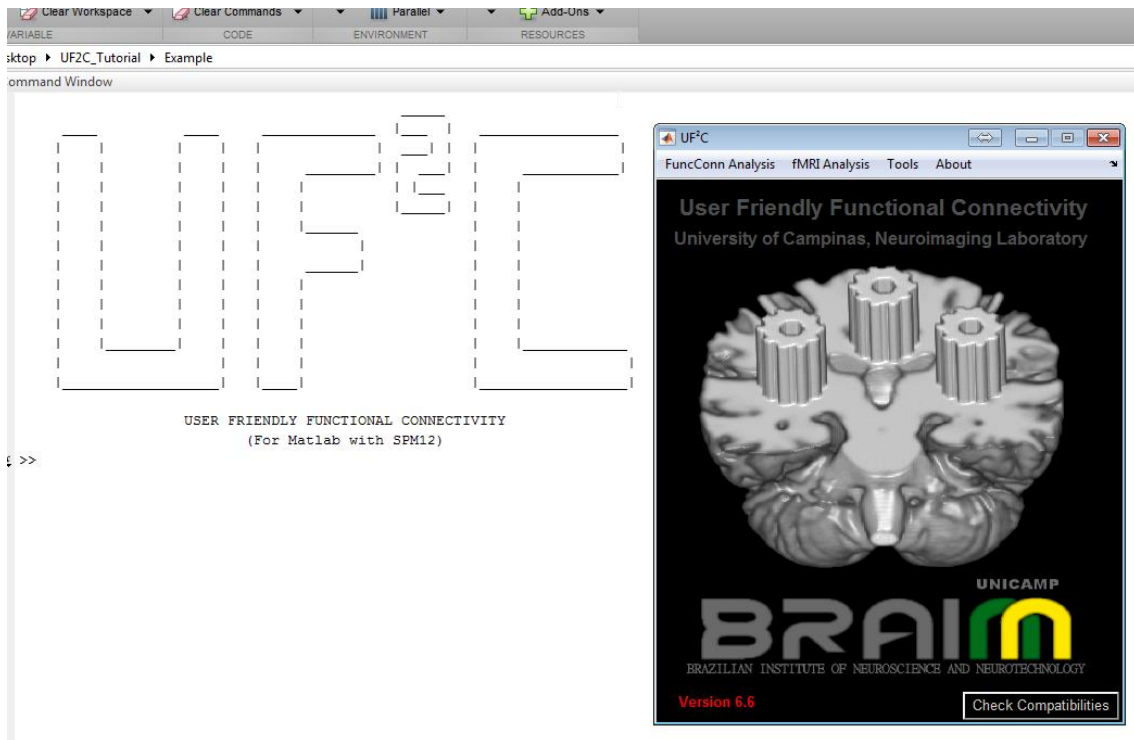 Clear Workspace Clear Commands Parallel Add-Ons
VARIABLE CODE ENVIRONMENT RESOURCES
sktop UF2C_Tutorial Example
ommand Window
UF²C
USER FRIENDLY FUNCTIONAL CONNECTIVITY
(For Matlab with SPM12)
>>
UF²C
FuncConn Analysis fMRI Analysis Tools About
User Friendly Functional Connectivity
University of Campinas, Neuroimaging Laboratory
UNICAMP
BRAINN
BRAZILIAN INSTITUTE OF NEUROSCIENCE AND NEUROTECHNOLOGY
Version 6.6
Check Compatibilities